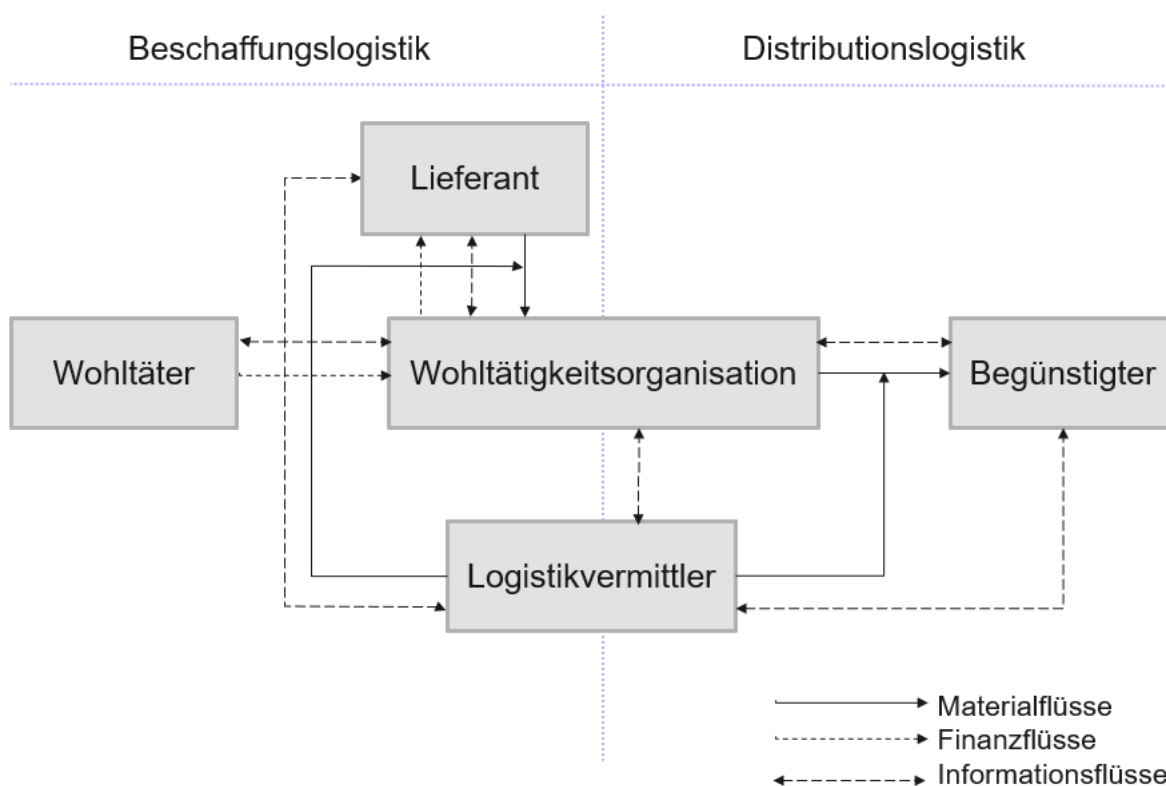 Beschaffungslogistik
Distributionslogistik
Lieferant
Wohltäter
Wohltätigkeitsorganisation
Begünstigter
Logistikvermittler
Materialflüsse
Finanzflüsse
Informationsflüsse